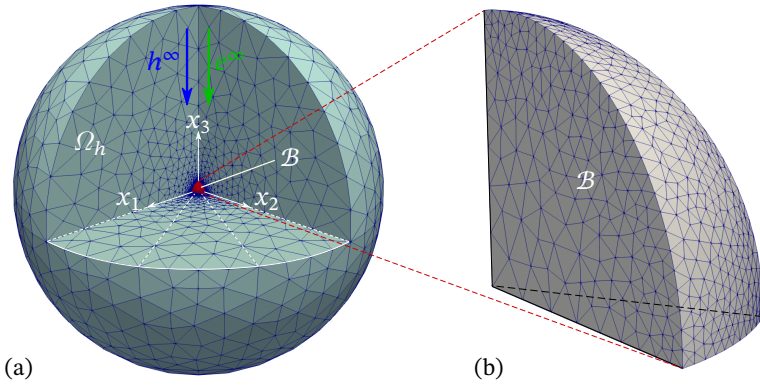 h∞
v∞
x₃
Ωₕ
ℬ
x₁
x₂
ℬ
(a)
(b)